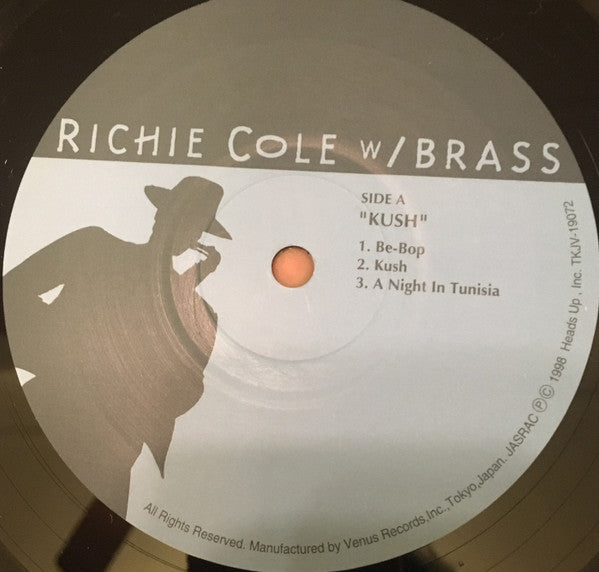 RICHIE COLE W/BRASS
SIDE A
"KUSH"
1. Be-Bop
2. Kush
3. A Night In Tunisia
All Rights Reserved. Manufactured by Venus Records,Inc.,Tokyo,Japan. JASRAC Ⓟ Ⓒ 1998 Heads Up , Inc. TKJV-19072